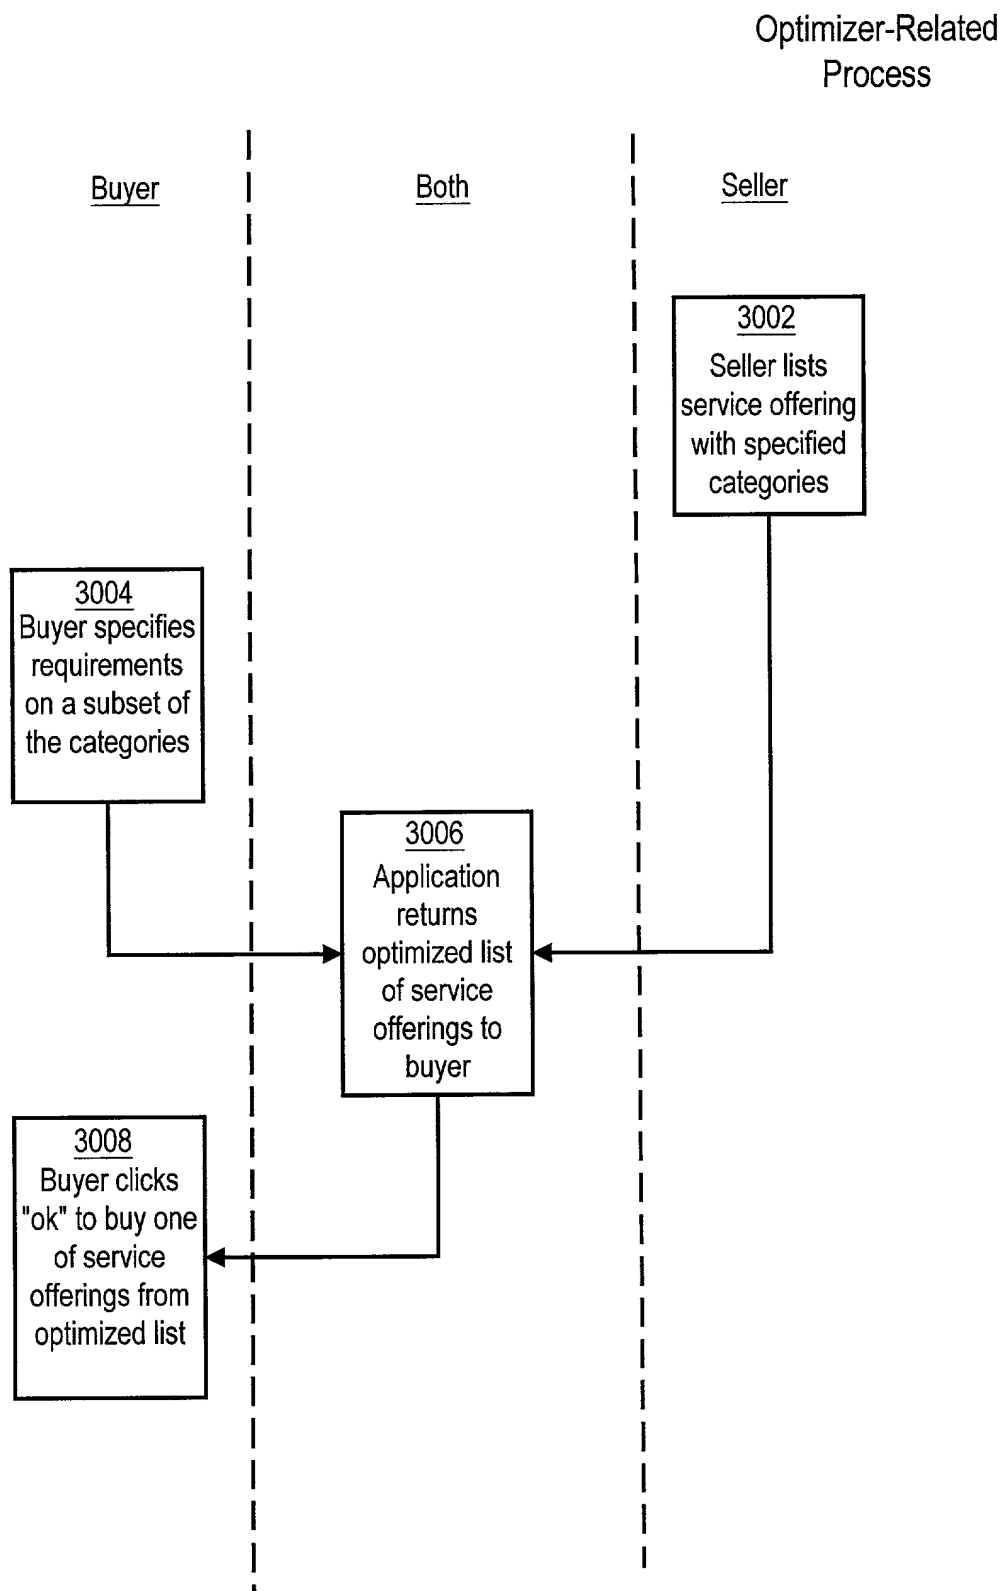 Optimizer-Related
Process
Buyer
Both
Seller
3002
Seller lists
service offering
with specified
categories
3004
Buyer specifies
requirements
on a subset of
the categories
3006
Application
returns
optimized list
of service
offerings to
buyer
3008
Buyer clicks
"ok" to buy one
of service
offerings from
optimized list